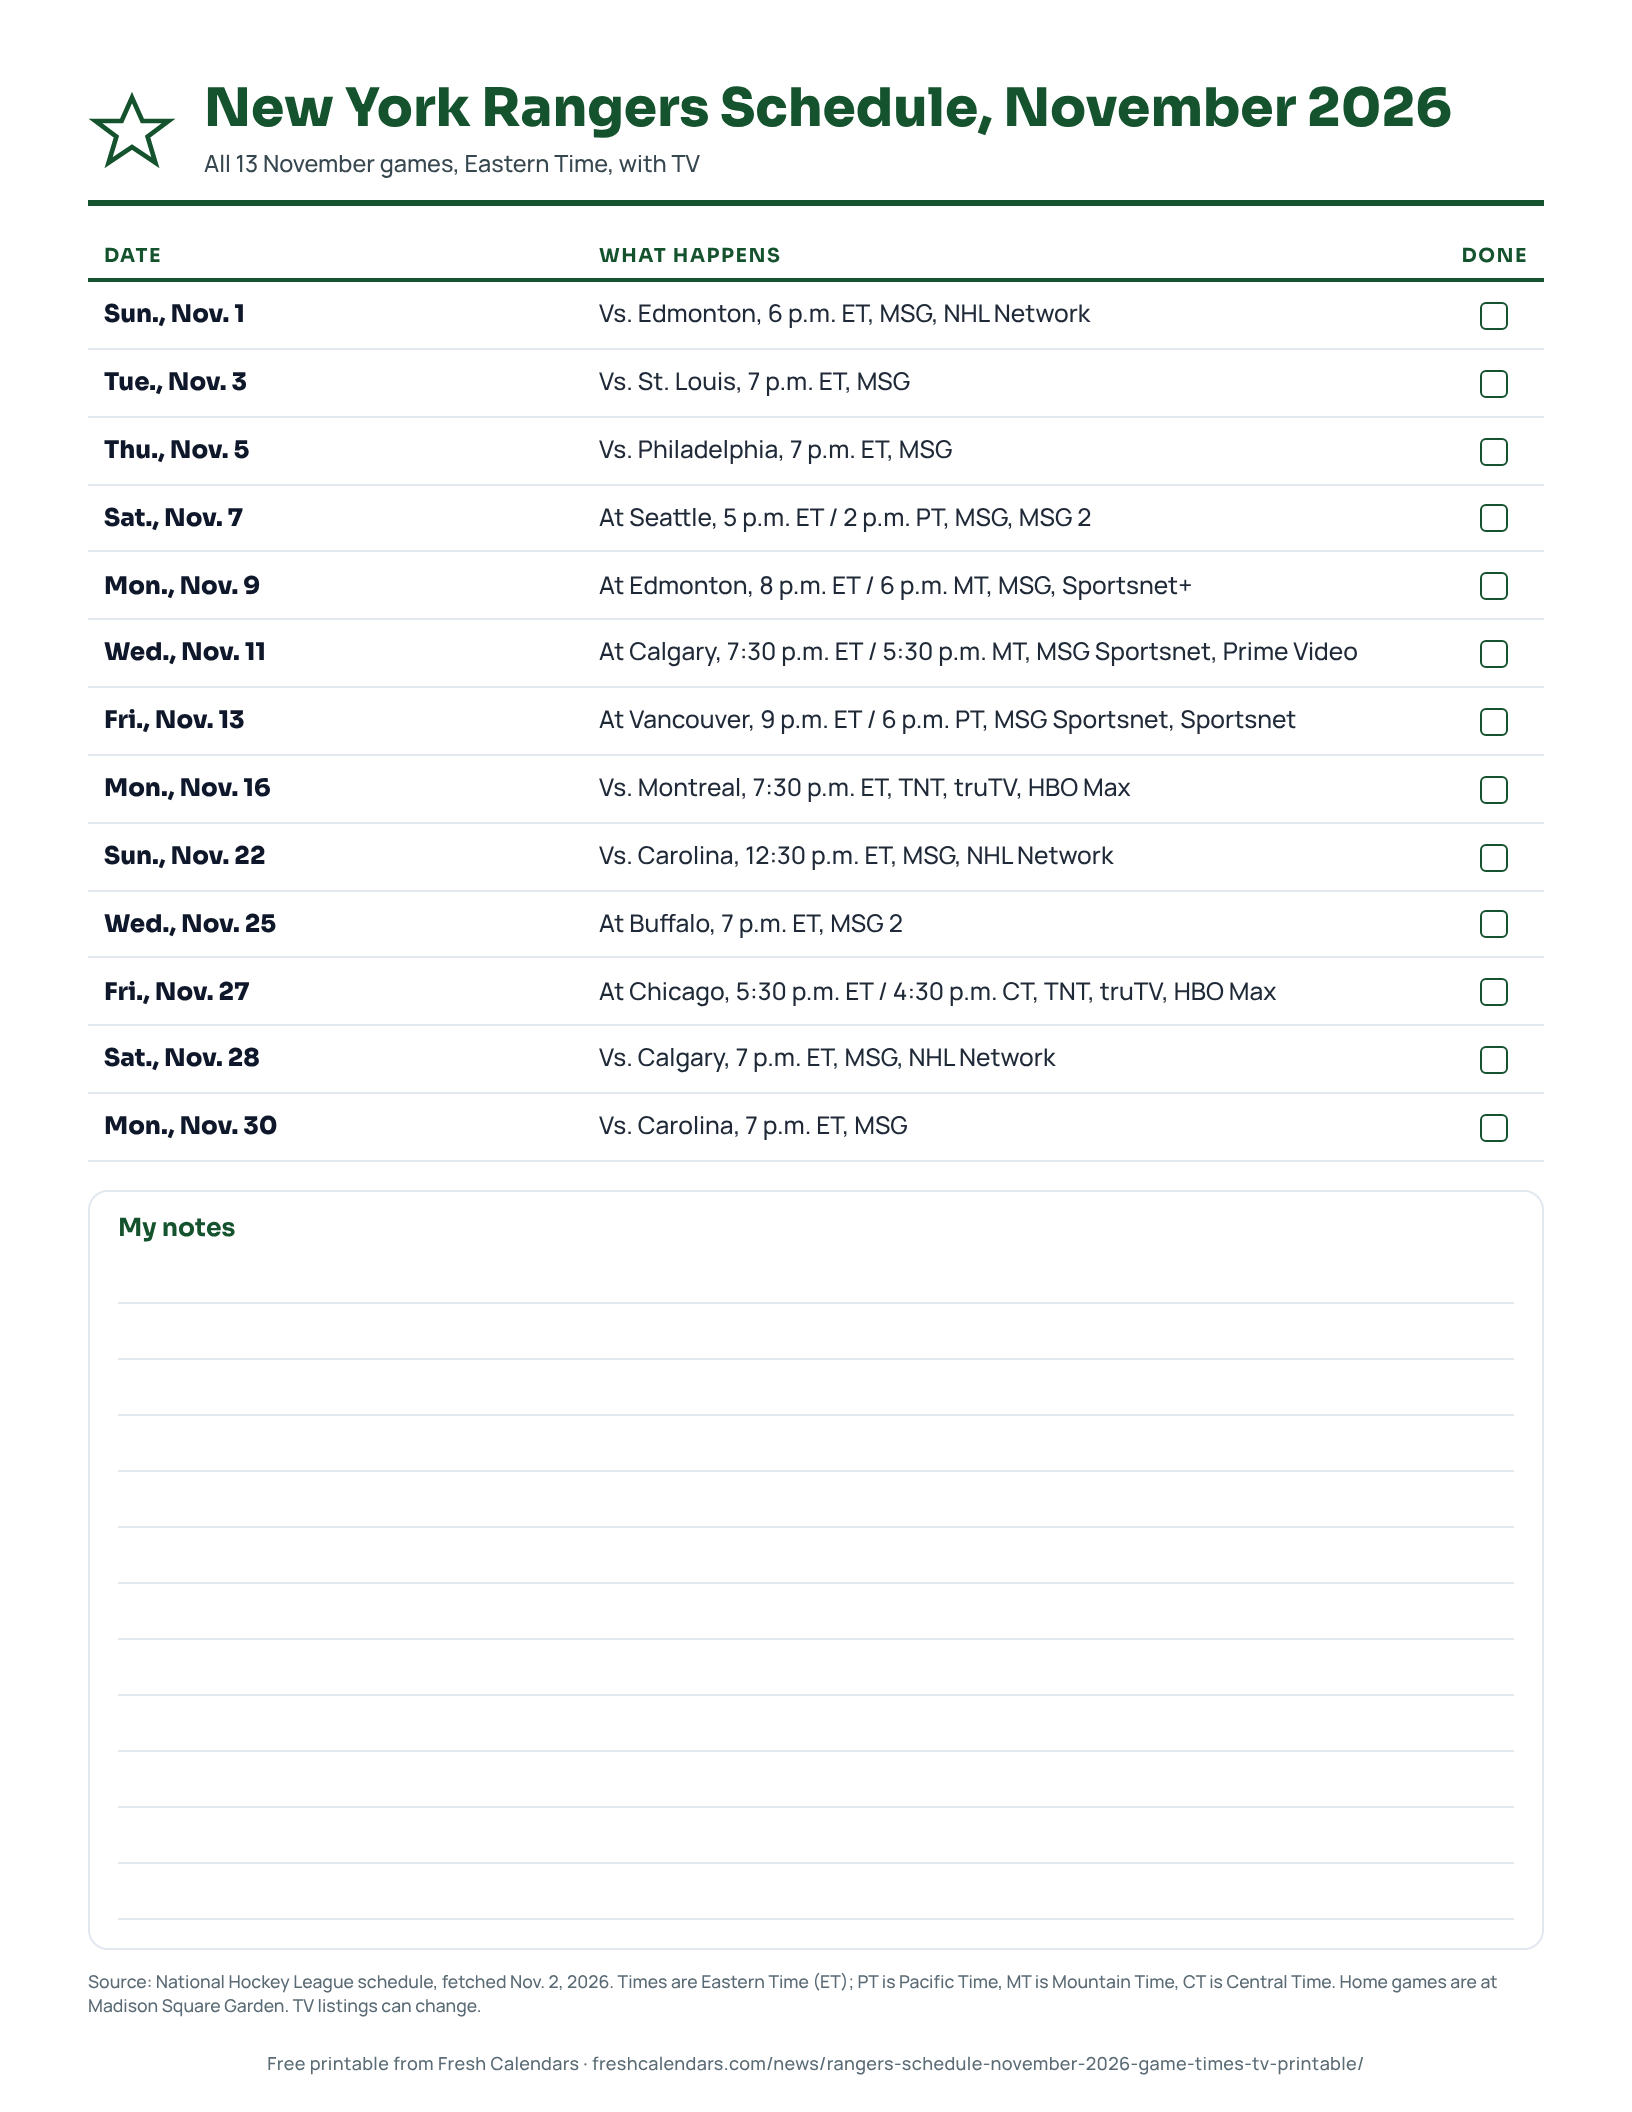 New York Rangers Schedule, November 2026
All 13 November games, Eastern Time, with TV
DATE WHAT HAPPENS DONE
Sun., Nov. 1 Vs. Edmonton, 6 p.m. ET, MSG, NHL Network
Tue., Nov. 3 Vs. St. Louis, 7 p.m. ET, MSG
Thu., Nov. 5 Vs. Philadelphia, 7 p.m. ET, MSG
Sat., Nov. 7 At Seattle, 5 p.m. ET / 2 p.m. PT, MSG, MSG 2
Mon., Nov. 9 At Edmonton, 8 p.m. ET / 6 p.m. MT, MSG, Sportsnet+
Wed., Nov. 11 At Calgary, 7:30 p.m. ET / 5:30 p.m. MT, MSG Sportsnet, Prime Video
Fri., Nov. 13 At Vancouver, 9 p.m. ET / 6 p.m. PT, MSG Sportsnet, Sportsnet
Mon., Nov. 16 Vs. Montreal, 7:30 p.m. ET, TNT, truTV, HBO Max
Sun., Nov. 22 Vs. Carolina, 12:30 p.m. ET, MSG, NHL Network
Wed., Nov. 25 At Buffalo, 7 p.m. ET, MSG 2
Fri., Nov. 27 At Chicago, 5:30 p.m. ET / 4:30 p.m. CT, TNT, truTV, HBO Max
Sat., Nov. 28 Vs. Calgary, 7 p.m. ET, MSG, NHL Network
Mon., Nov. 30 Vs. Carolina, 7 p.m. ET, MSG
My notes
Source: National Hockey League schedule, fetched Nov. 2, 2026. Times are Eastern Time (ET); PT is Pacific Time, MT is Mountain Time, CT is Central Time. Home games are at
Madison Square Garden. TV listings can change.
Free printable from Fresh Calendars · freshcalendars.com/news/rangers-schedule-november-2026-game-times-tv-printable/